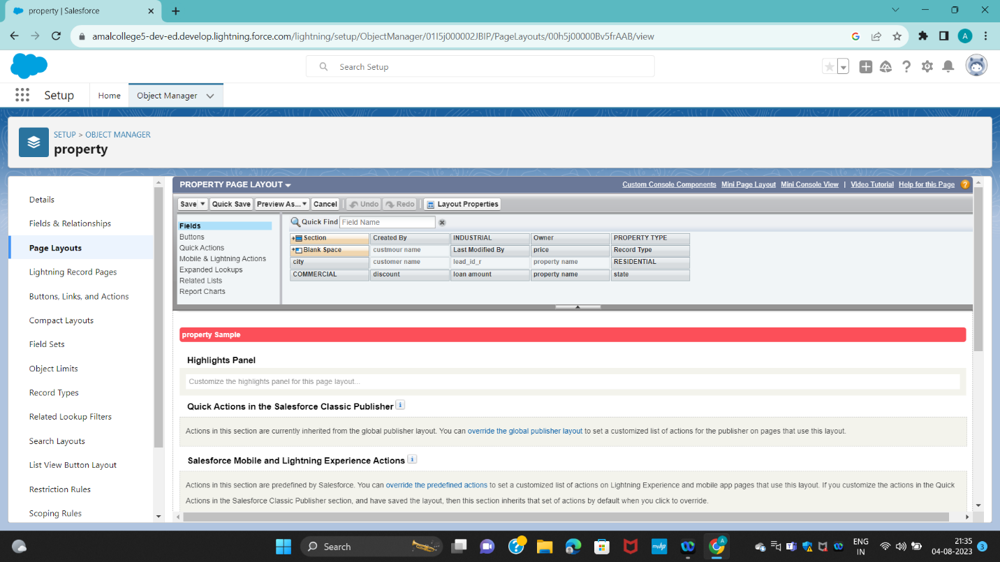 property | Salesforce
amalcollege5-dev-ed.develop.lightning.force.com/lightning/setup/ObjectManager/01I5j000002JBIP/PageLayouts/00h5j00000Bv5frAAB/view
A
Search Setup
Setup Home Object Manager
SETUP > OBJECT MANAGER
property
Details
Fields & Relationships
Page Layouts
Lightning Record Pages
Buttons, Links, and Actions
Compact Layouts
Field Sets
Object Limits
Record Types
Related Lookup Filters
Search Layouts
List View Button Layout
Restriction Rules
Scoping Rules
PROPERTY PAGE LAYOUT
Custom Console Components Mini Page Layout Mini Console View | Video Tutorial Help for this Page ?
Save Quick Save Preview As... Cancel Undo Redo Layout Properties
Fields
Buttons
Quick Actions
Mobile & Lightning Actions
Expanded Lookups
Related Lists
Report Charts
Quick Find Field Name
Section Created By INDUSTRIAL Owner PROPERTY TYPE
Blank Space custmour name Last Modified By price Record Type
city customer name lead_id_r property name RESIDENTIAL
COMMERCIAL discount loan amount property name state
property Sample
Highlights Panel
Customize the highlights panel for this page layout...
Quick Actions in the Salesforce Classic Publisher i
Actions in this section are currently inherited from the global publisher layout. You can override the global publisher layout to set a customized list of actions for the publisher on pages that use this layout.
Salesforce Mobile and Lightning Experience Actions i
Actions in this section are predefined by Salesforce. You can override the predefined actions to set a customized list of actions on Lightning Experience and mobile app pages that use this layout. If you customize the actions in the Quick
Actions in the Salesforce Classic Publisher section, and have saved the layout, then this section inherits that set of actions by default when you click to override.
Search
myhp
A
ENG
IN
21:35
04-08-2023
3